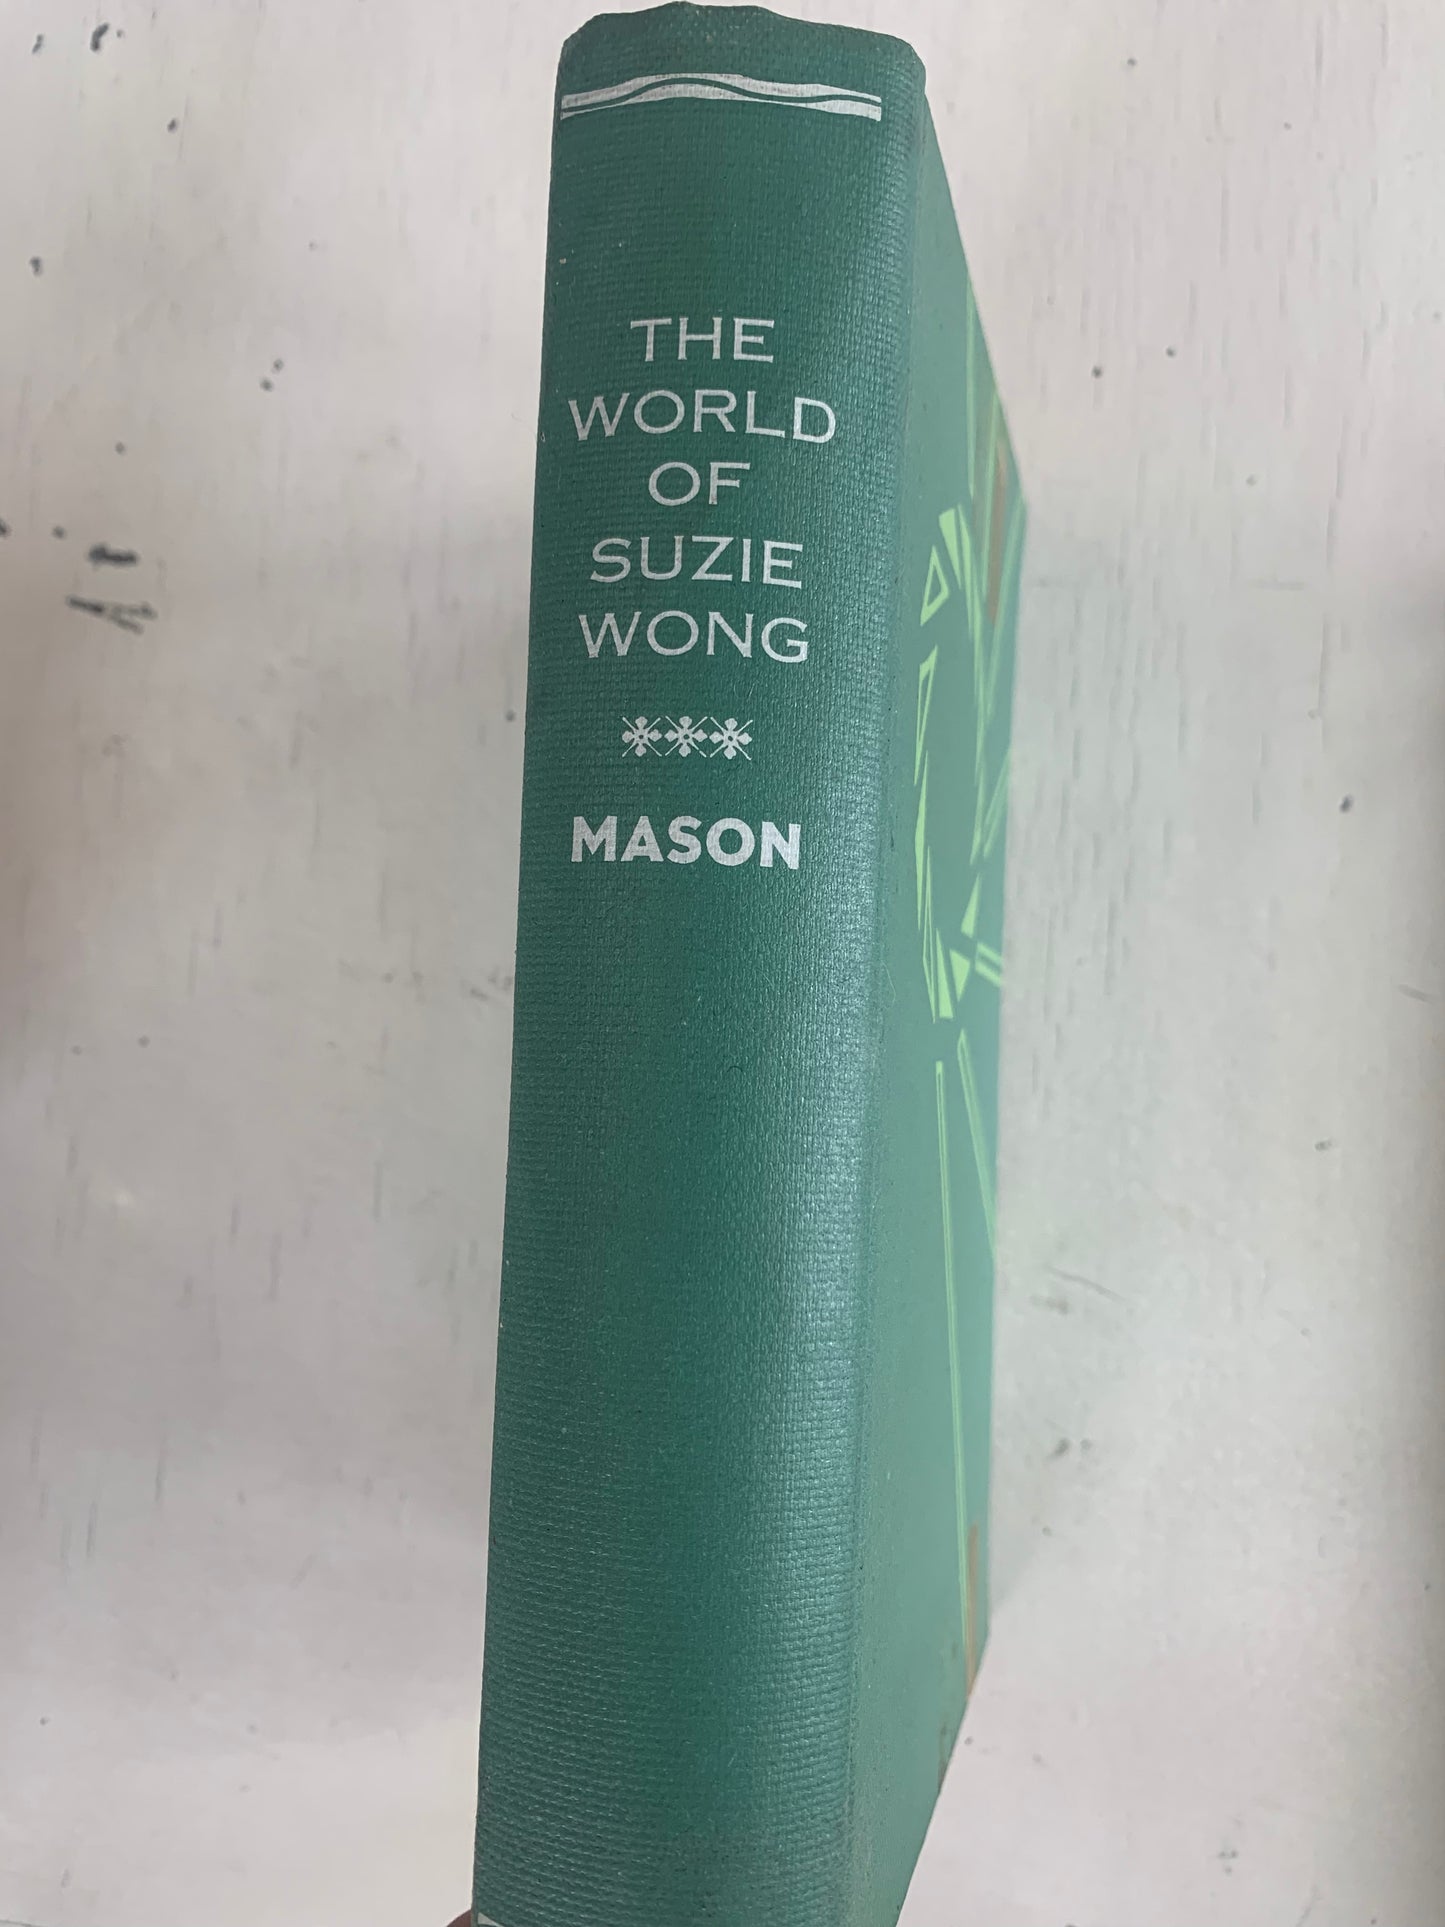 THE
WORLD
OF
SUZIE
WONG
MASON